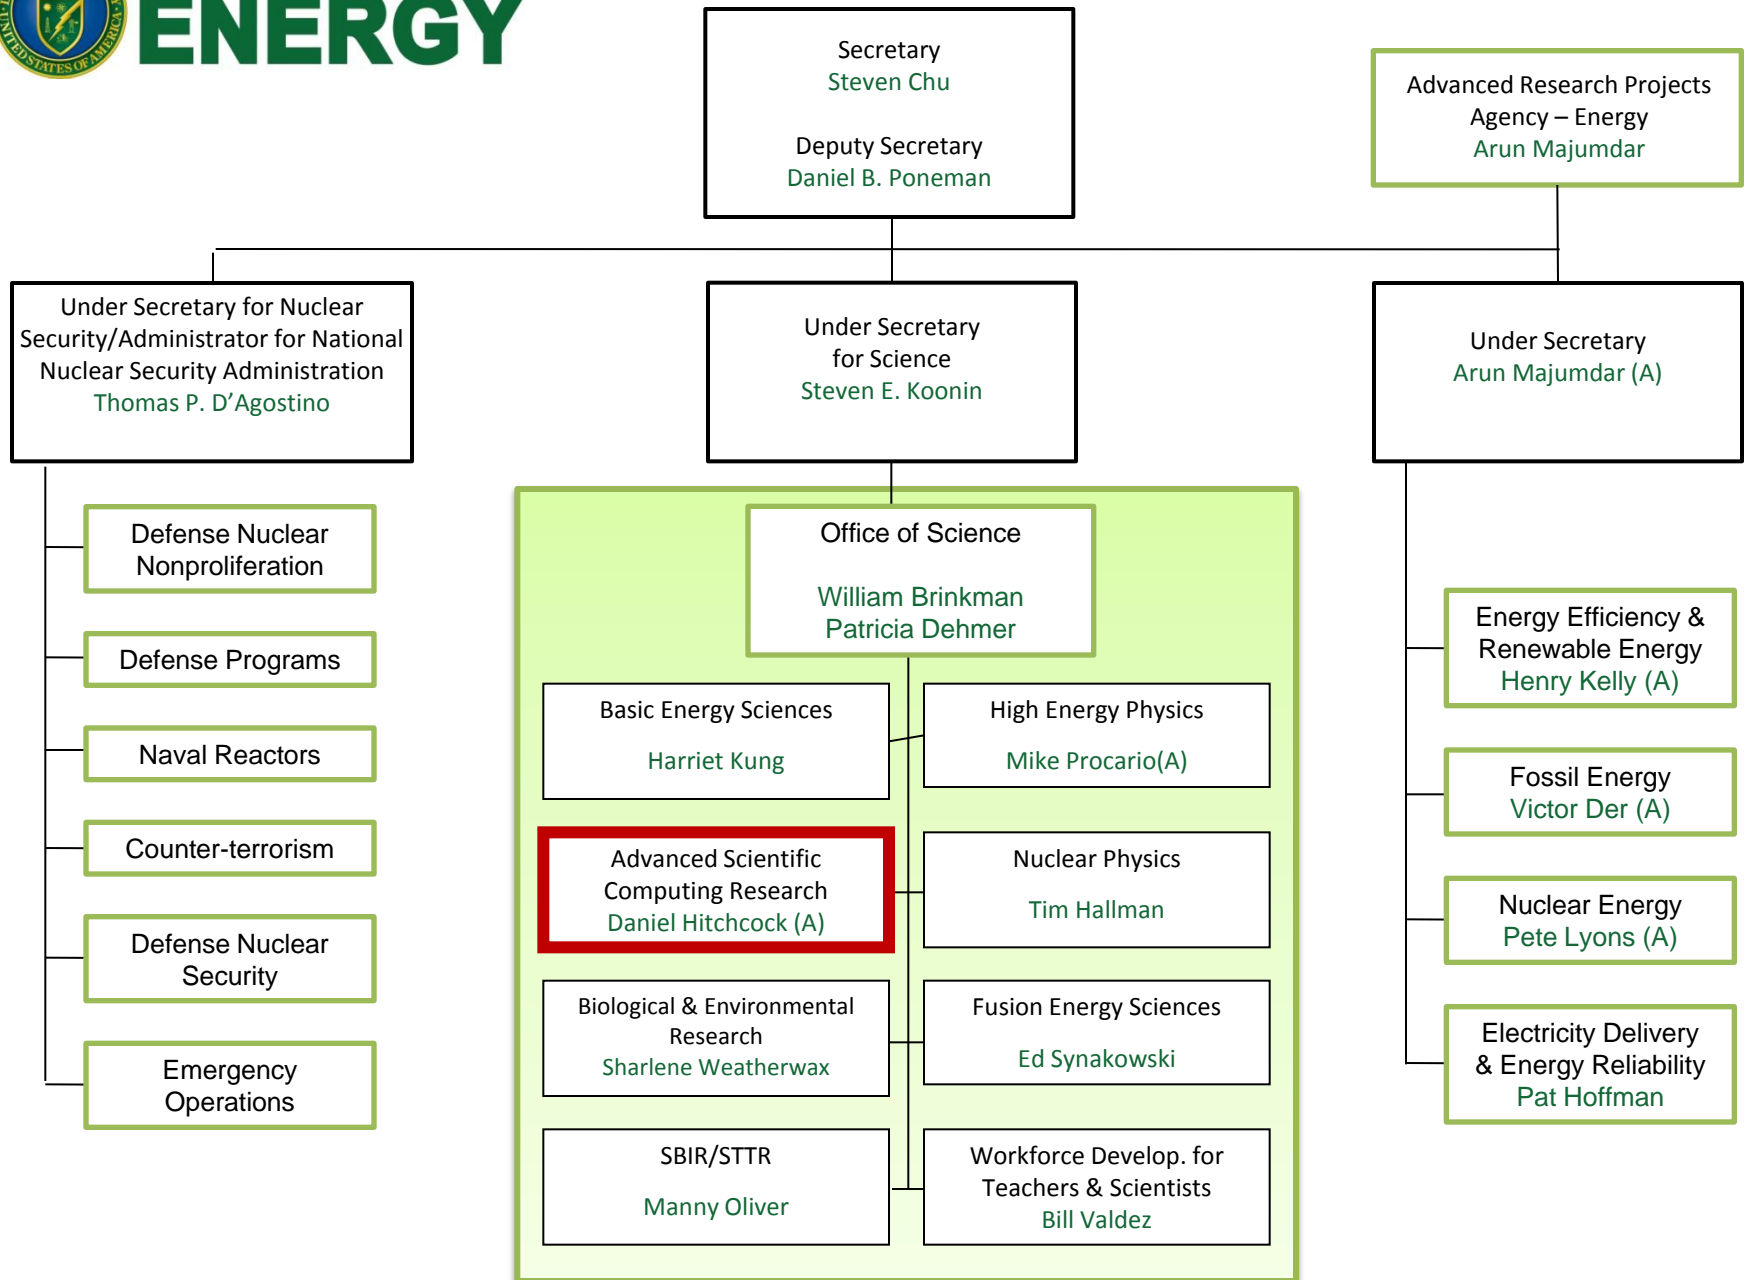 ENERGY
UNITED STATES OF AMERICA
Secretary
Steven Chu
Deputy Secretary
Daniel B. Poneman
Advanced Research Projects
Agency – Energy
Arun Majumdar
Under Secretary for Nuclear
Security/Administrator for National
Nuclear Security Administration
Thomas P. D’Agostino
Under Secretary
for Science
Steven E. Koonin
Under Secretary
Arun Majumdar (A)
Defense Nuclear
Nonproliferation
Defense Programs
Naval Reactors
Counter-terrorism
Defense Nuclear
Security
Emergency
Operations
Office of Science
William Brinkman
Patricia Dehmer
Basic Energy Sciences
Harriet Kung
High Energy Physics
Mike Procario(A)
Advanced Scientific
Computing Research
Daniel Hitchcock (A)
Nuclear Physics
Tim Hallman
Biological & Environmental
Research
Sharlene Weatherwax
Fusion Energy Sciences
Ed Synakowski
SBIR/STTR
Manny Oliver
Workforce Develop. for
Teachers & Scientists
Bill Valdez
Energy Efficiency &
Renewable Energy
Henry Kelly (A)
Fossil Energy
Victor Der (A)
Nuclear Energy
Pete Lyons (A)
Electricity Delivery
& Energy Reliability
Pat Hoffman